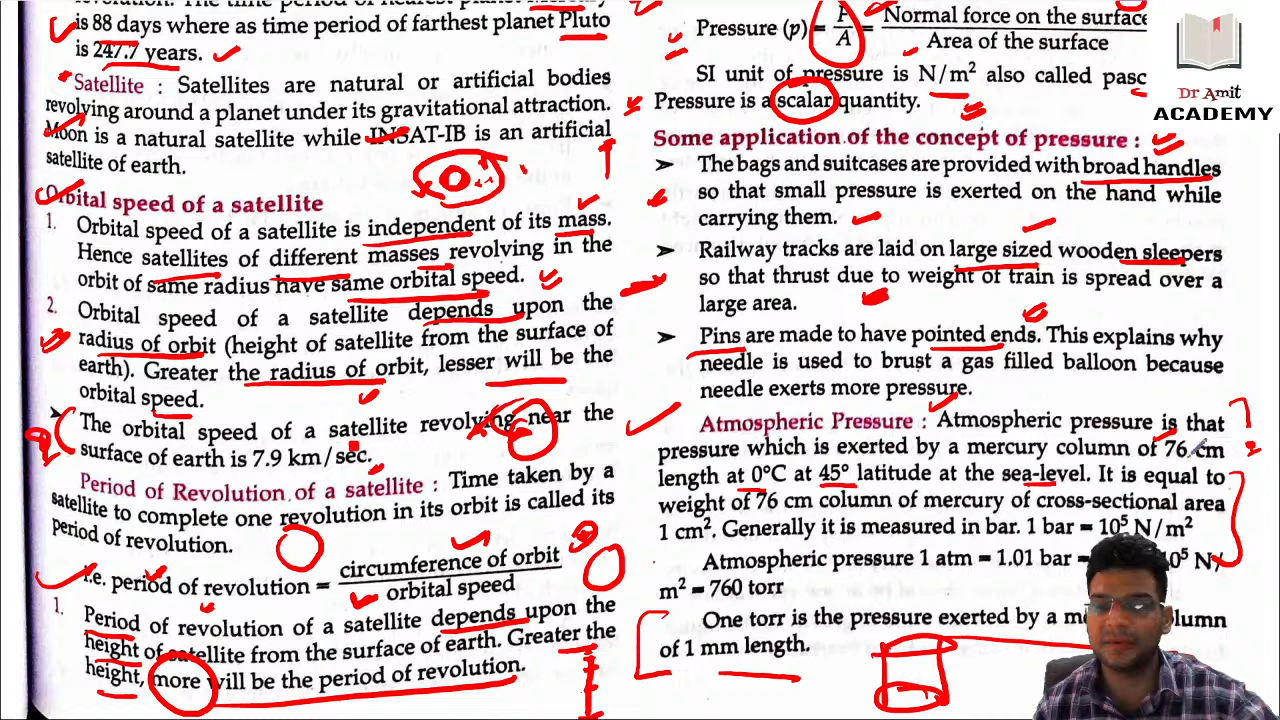 revolution. The time period of nearest planet Mercury
is 88 days where as time period of farthest planet Pluto
is 247.7 years.
Satellite : Satellites are natural or artificial bodies
revolving around a planet under its gravitational attraction.
Moon is a natural satellite while INSAT-IB is an artificial
satellite of earth.
Orbital speed of a satellite
1. Orbital speed of a satellite is independent of its mass.
Hence satellites of different masses revolving in the
orbit of same radius have same orbital speed.
2. Orbital speed of a satellite depends upon the
radius of orbit (height of satellite from the surface of
earth). Greater the radius of orbit, lesser will be the
orbital speed.
➤ The orbital speed of a satellite revolving near the
surface of earth is 7.9 km/sec.
Period of Revolution of a satellite : Time taken by a
satellite to complete one revolution in its orbit is called its
period of revolution.
i.e. period of revolution = circumference of orbit
orbital speed
1. Period of revolution of a satellite depends upon the
height of satellite from the surface of earth. Greater the
height, more will be the period of revolution.
Pressure (p) = F/A = Normal force on the surface
Area of the surface
SI unit of pressure is N/m² also called pasc
Pressure is a scalar quantity.
Some application of the concept of pressure :
➤ The bags and suitcases are provided with broad handles
so that small pressure is exerted on the hand while
carrying them.
➤ Railway tracks are laid on large sized wooden sleepers
so that thrust due to weight of train is spread over a
large area.
➤ Pins are made to have pointed ends. This explains why
needle is used to brust a gas filled balloon because
needle exerts more pressure.
Atmospheric Pressure : Atmospheric pressure is that
pressure which is exerted by a mercury column of 76 cm
length at 0°C at 45° latitude at the sea-level. It is equal to
weight of 76 cm column of mercury of cross-sectional area
1 cm². Generally it is measured in bar. 1 bar = 10⁵ N/m²
Atmospheric pressure 1 atm = 1.01 bar = 10⁵ N/
m² = 760 torr
One torr is the pressure exerted by a me column
of 1 mm length.
Dr Amit
ACADEMY